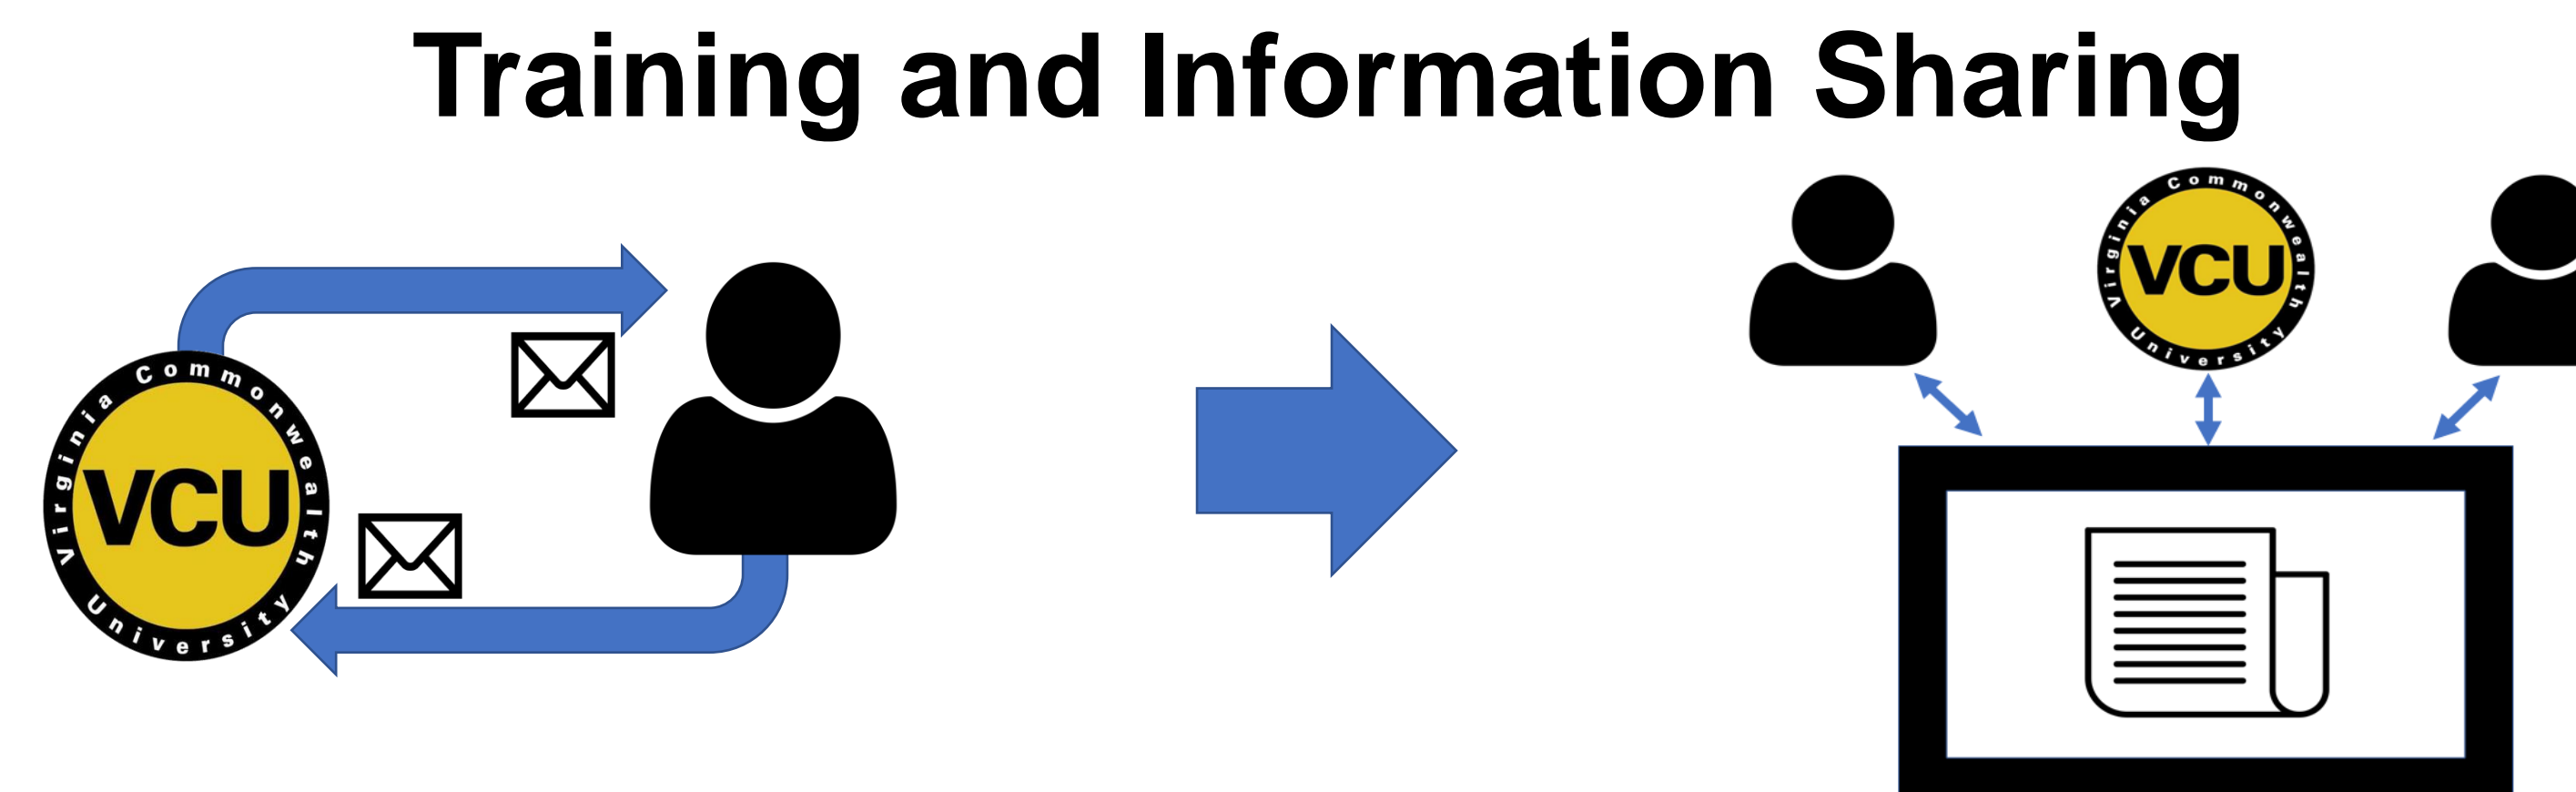 Training and Information Sharing
Virginia Commonwealth University
VCU
Virginia Commonwealth University
VCU